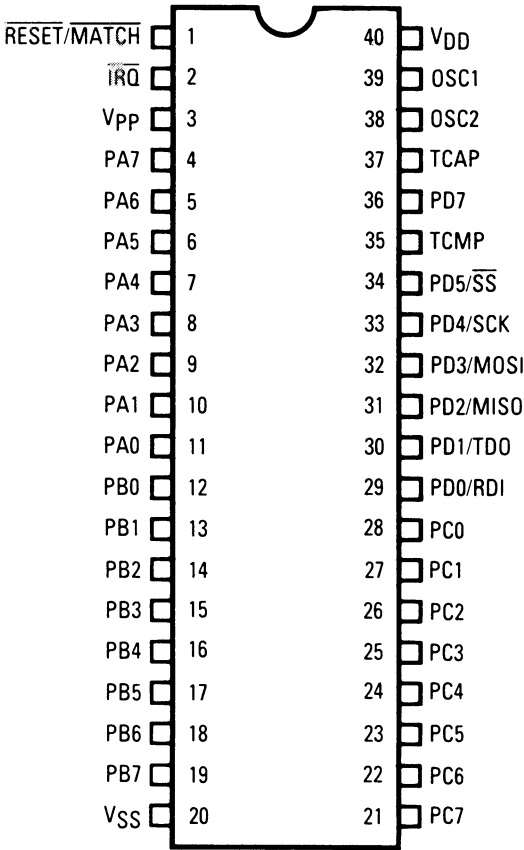 R̅E̅S̅E̅T̅/M̅A̅T̅C̅H̅ 1 40 VDD
I̅R̅Q̅ 2 39 OSC1
VPP 3 38 OSC2
PA7 4 37 TCAP
PA6 5 36 PD7
PA5 6 35 TCMP
PA4 7 34 PD5/S̅S̅
PA3 8 33 PD4/SCK
PA2 9 32 PD3/MOSI
PA1 10 31 PD2/MISO
PA0 11 30 PD1/TDO
PB0 12 29 PD0/RDI
PB1 13 28 PC0
PB2 14 27 PC1
PB3 15 26 PC2
PB4 16 25 PC3
PB5 17 24 PC4
PB6 18 23 PC5
PB7 19 22 PC6
VSS 20 21 PC7